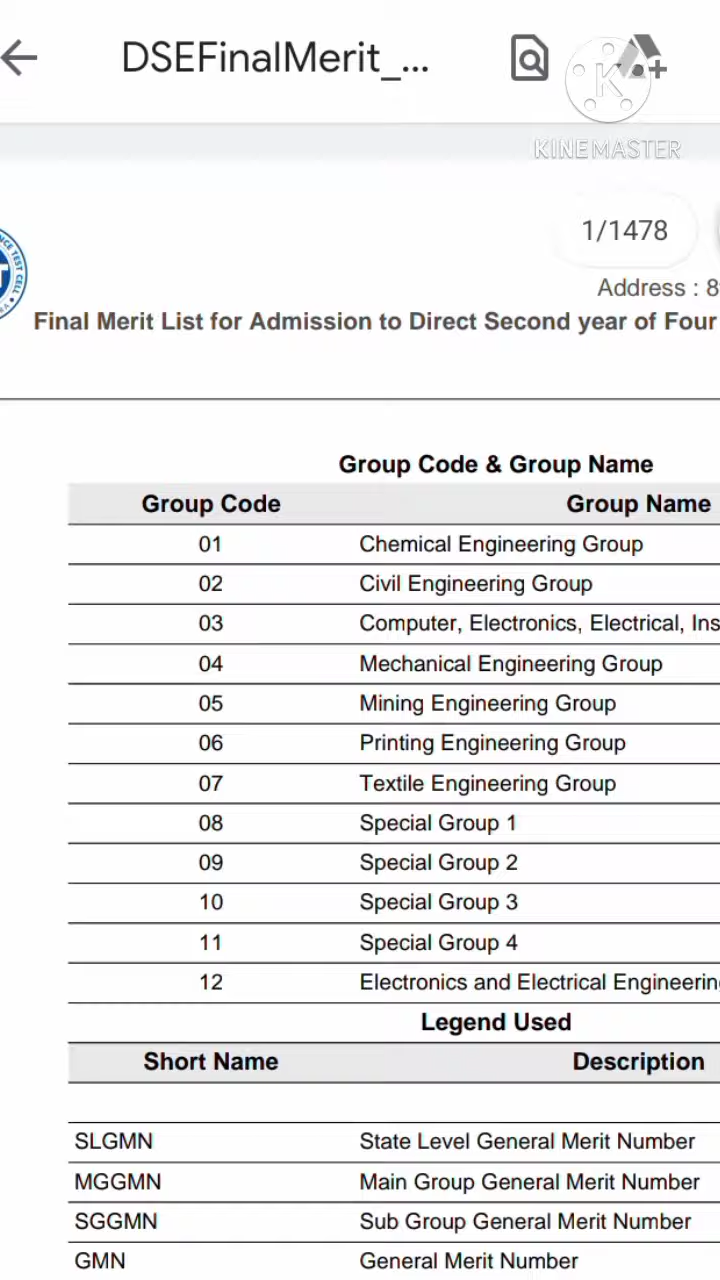 DSEFinalMerit_...
KINEMASTER
1/1478
Address : 8
Final Merit List for Admission to Direct Second year of Four
Group Code & Group Name
Group Code Group Name
01 Chemical Engineering Group
02 Civil Engineering Group
03 Computer, Electronics, Electrical, Ins
04 Mechanical Engineering Group
05 Mining Engineering Group
06 Printing Engineering Group
07 Textile Engineering Group
08 Special Group 1
09 Special Group 2
10 Special Group 3
11 Special Group 4
12 Electronics and Electrical Engineerin
Legend Used
Short Name Description
SLGMN State Level General Merit Number
MGGMN Main Group General Merit Number
SGGMN Sub Group General Merit Number
GMN General Merit Number